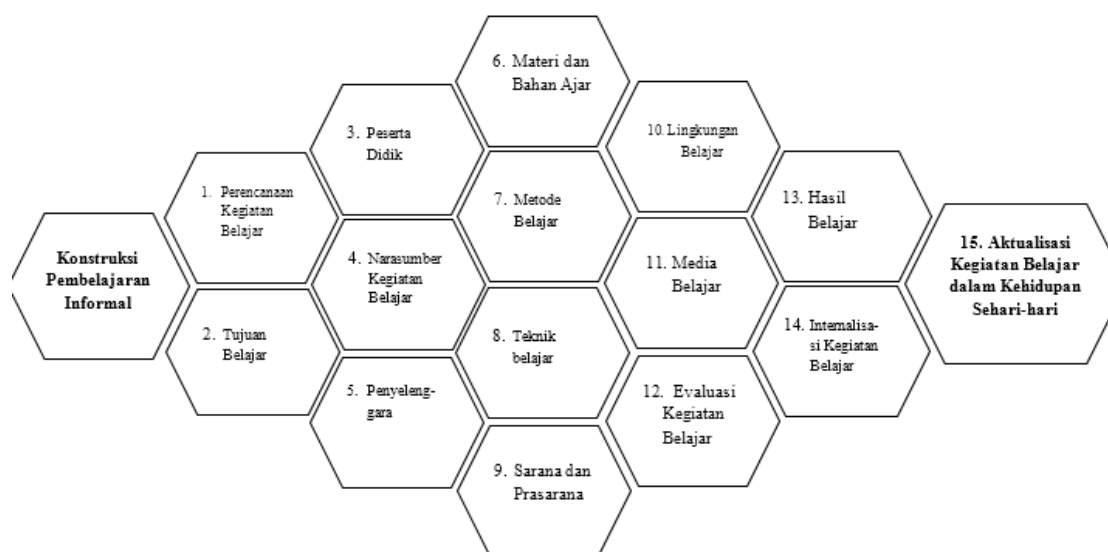 Konstruksi
Pembelajaran
Informal
1. Perencanaan
Kegiatan
Belajar
2. Tujuan
Belajar
3. Peserta
Didik
4. Narasumber
Kegiatan
Belajar
5. Penyeleng-
gara
6. Materi dan
Bahan Ajar
7. Metode
Belajar
8. Teknik
belajar
9. Sarana dan
Prasarana
10. Lingkungan
Belajar
11. Media
Belajar
12. Evaluasi
Kegiatan
Belajar
13. Hasil
Belajar
14. Internalisa-
si Kegiatan
Belajar
15. Aktualisasi
Kegiatan Belajar
dalam Kehidupan
Sehari-hari